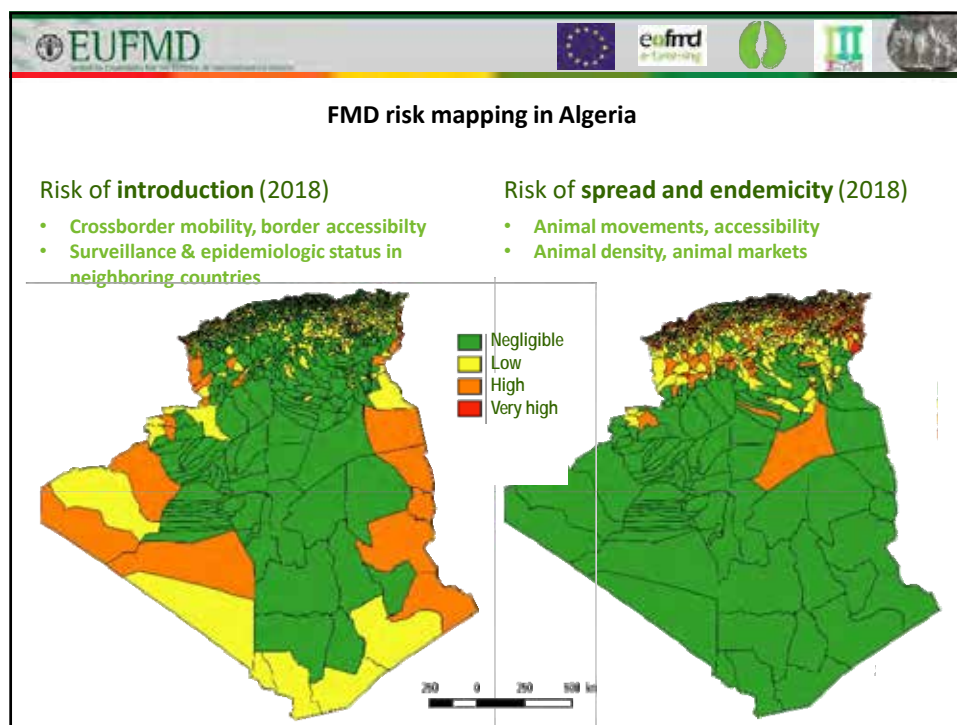 EUFMD
eofmd
e-Learning
FMD risk mapping in Algeria
Risk of introduction (2018)
• Crossborder mobility, border accessibilty
• Surveillance & epidemiologic status in
neighboring countries
Risk of spread and endemicity (2018)
• Animal movements, accessibility
• Animal density, animal markets
Negligible
Low
High
Very high
250 0 250 500 km